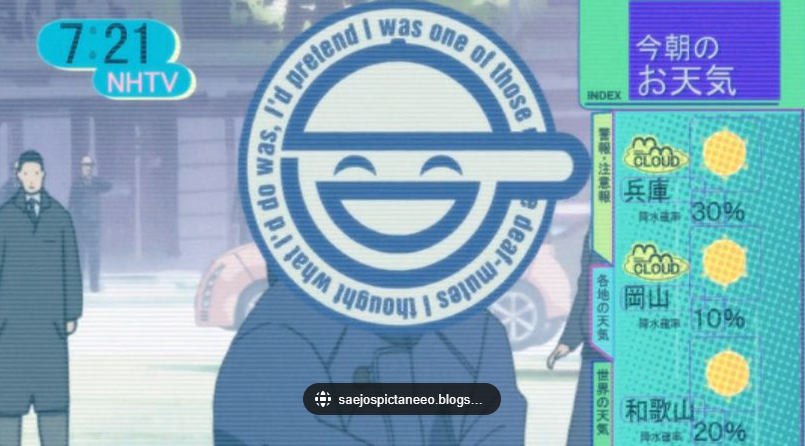 7:21
NHTV
I thought what I'd do was, I'd pretend I was one of those deaf-mutes
今朝の
お天気
INDEX
警報・注意報
CLOUD
兵庫
降水確率 30%
各地の天気
CLOUD
岡山
降水確率 10%
世界の天気
和歌山
降水確率 20%
saejospictaneeo.blogs...